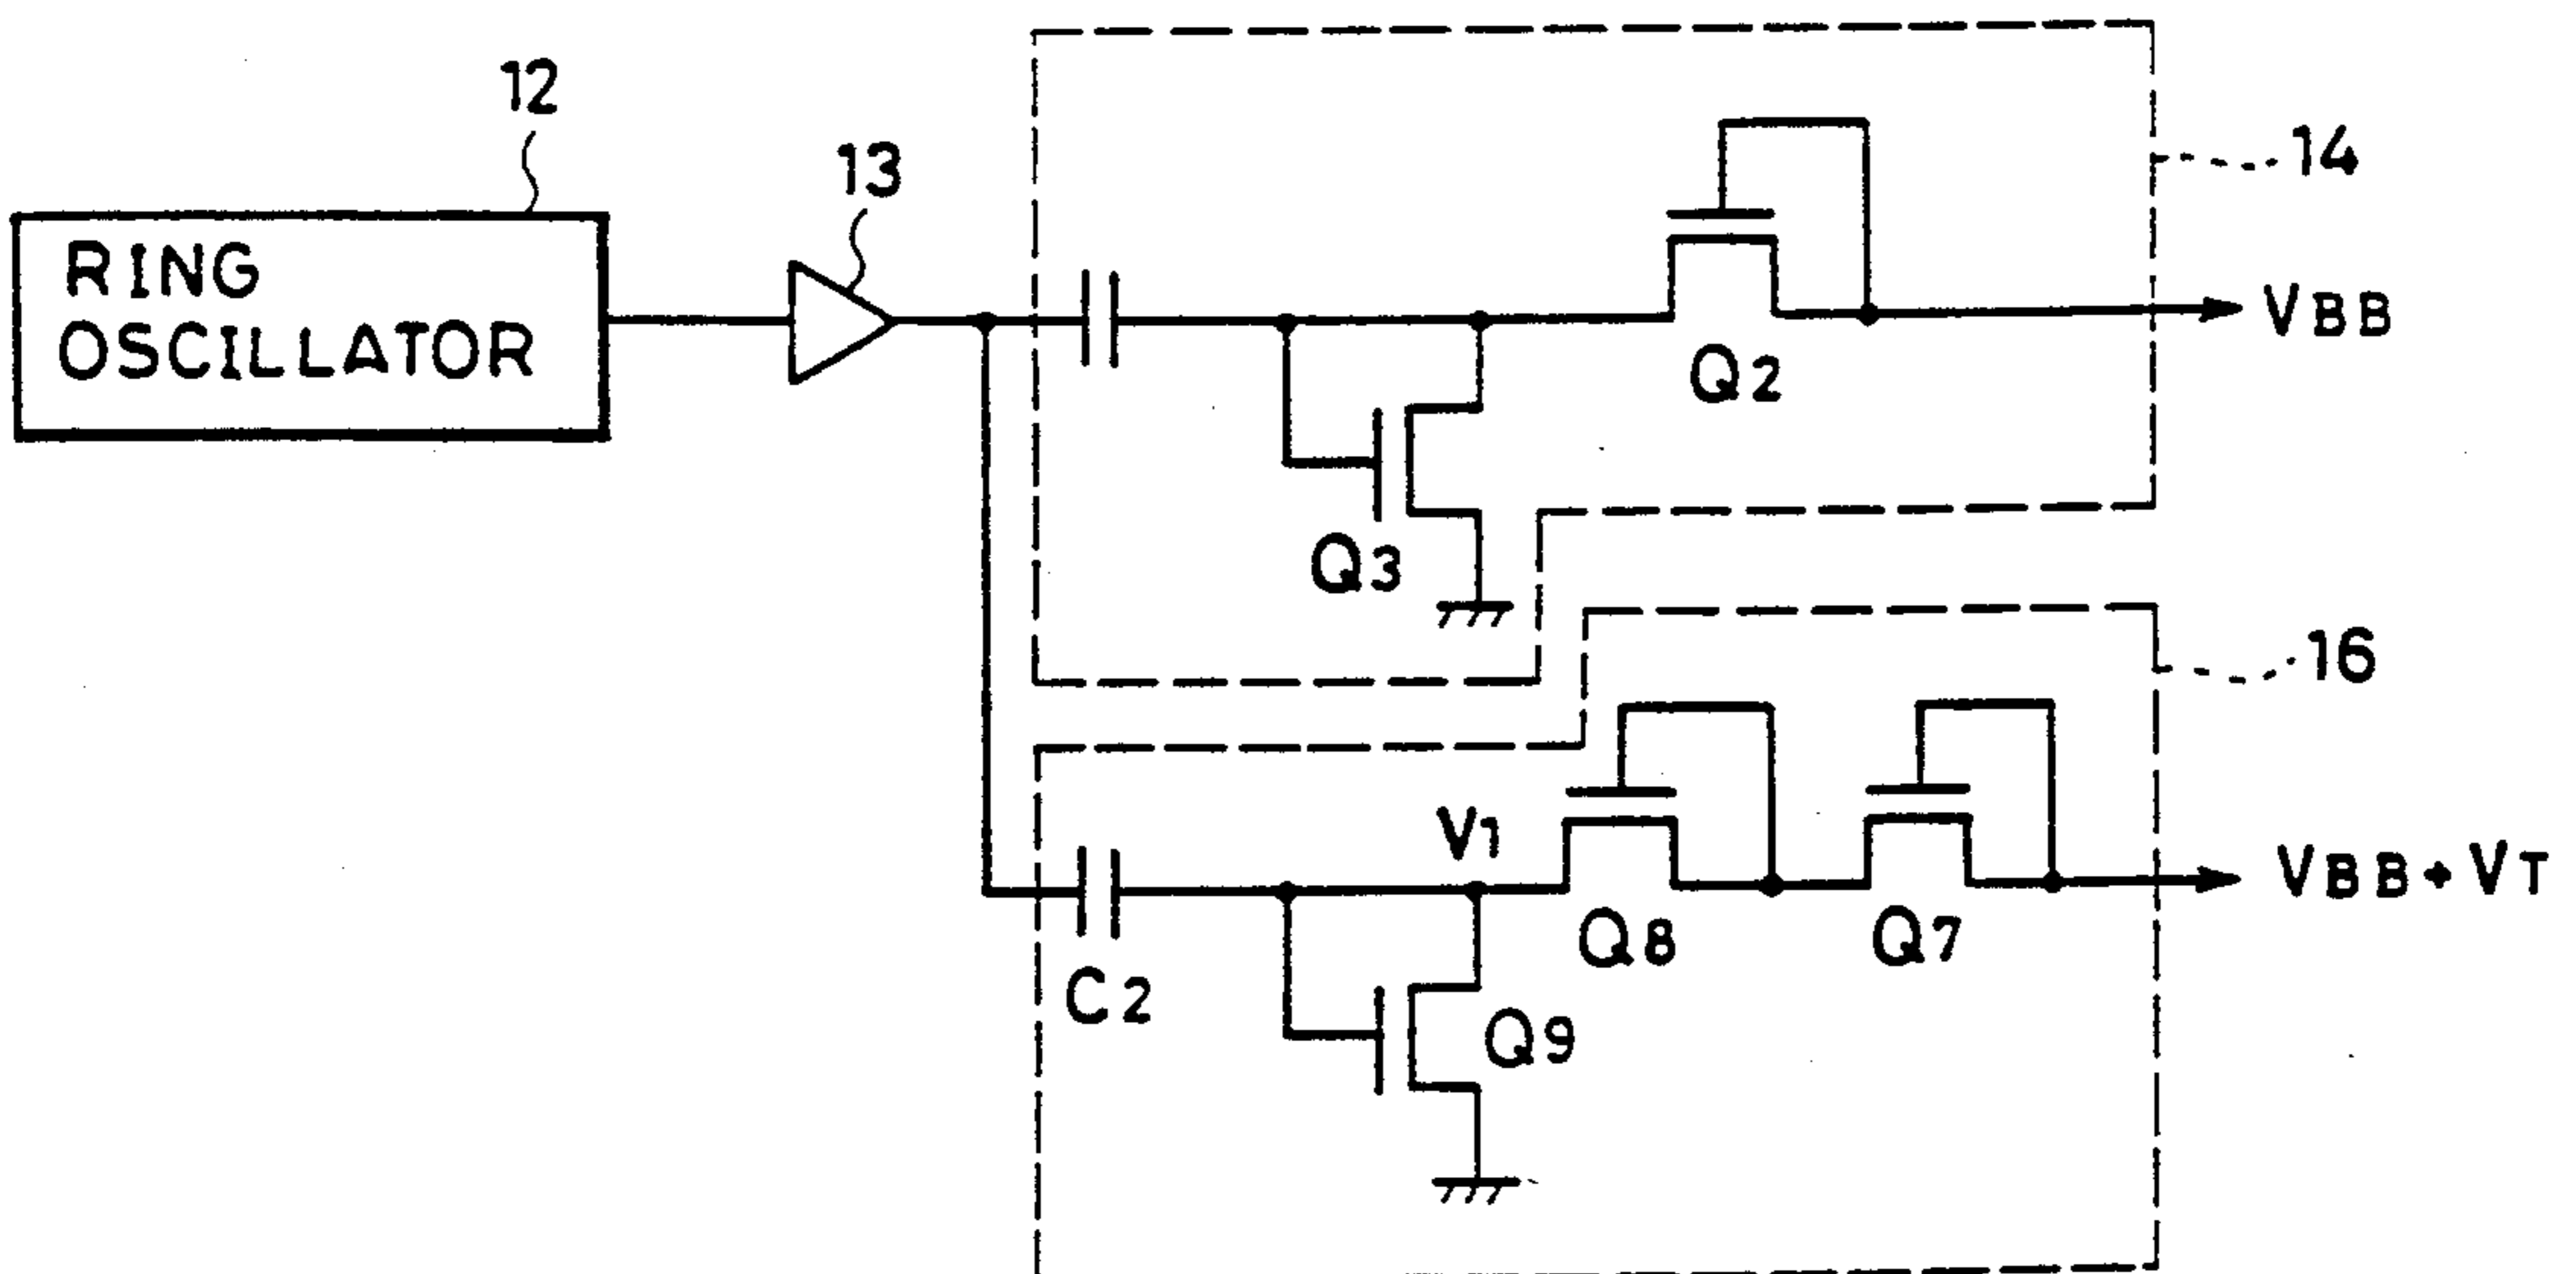 12
RING
OSCILLATOR
13
14
Q2
VBB
Q3
16
V1
Q8
Q7
VBB+VT
C2
Q9